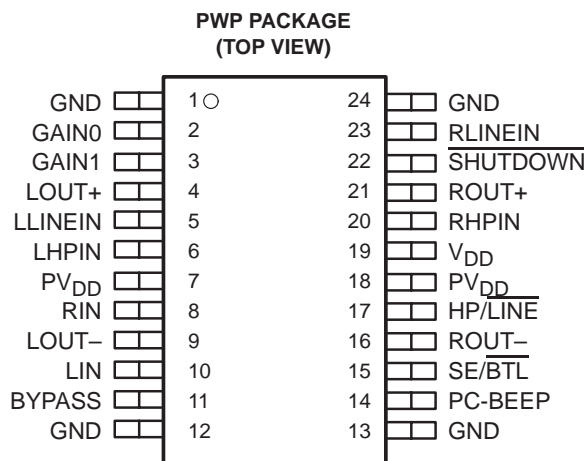 PWP PACKAGE
(TOP VIEW)
GND 1 24 GND
GAIN0 2 23 RLINEIN
GAIN1 3 22 SHUTDOWN
LOUT+ 4 21 ROUT+
LLINEIN 5 20 RHPIN
LHPIN 6 19 VDD
PVDD 7 18 PVDD
RIN 8 17 HP/LINE
LOUT– 9 16 ROUT–
LIN 10 15 SE/BTL
BYPASS 11 14 PC-BEEP
GND 12 13 GND